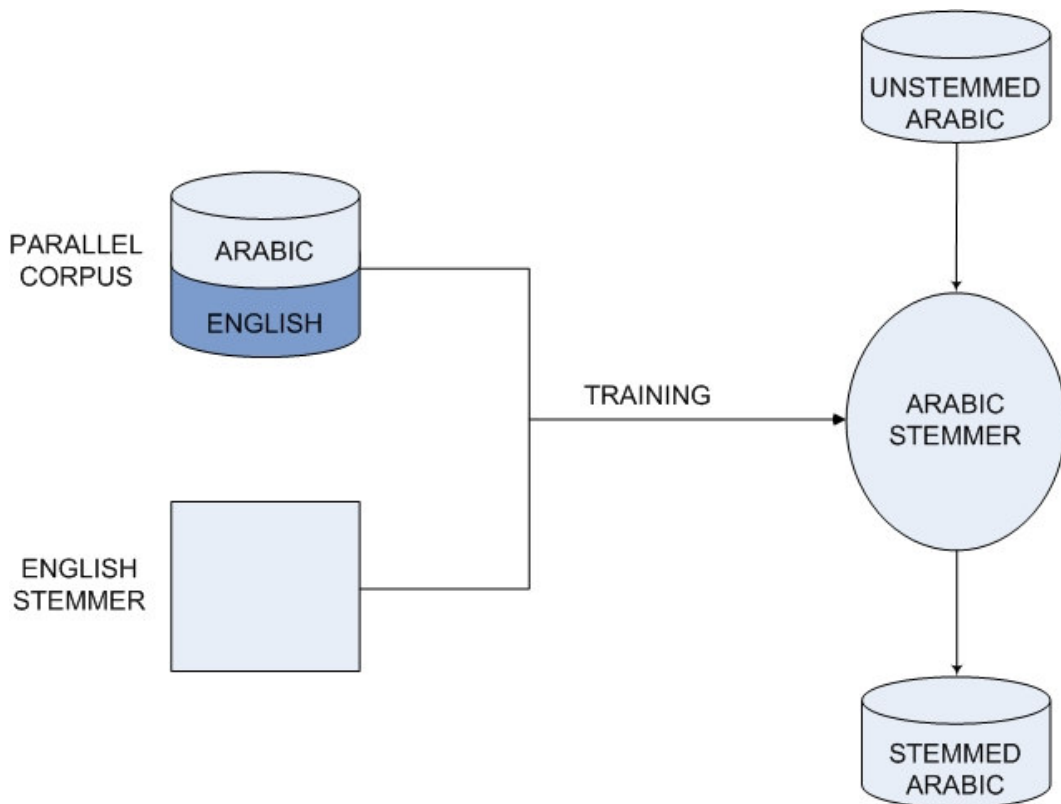 UNSTEMMED
ARABIC
PARALLEL
CORPUS
ARABIC
ENGLISH
TRAINING
ARABIC
STEMMER
ENGLISH
STEMMER
STEMMED
ARABIC